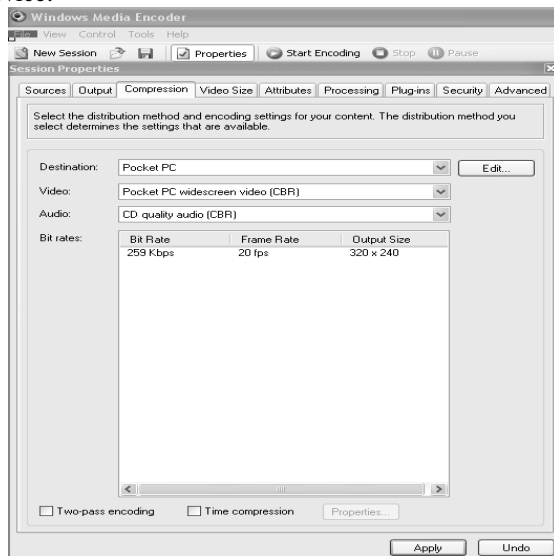 Windows Media Encoder
File View Control Tools Help
New Session Properties Start Encoding Stop Pause
Session Properties
Sources Output Compression Video Size Attributes Processing Plug-ins Security Advanced
Select the distribution method and encoding settings for your content. The distribution method you
select determines the settings that are available.
Destination: Pocket PC Edit...
Video: Pocket PC widescreen video (CBR)
Audio: CD quality audio (CBR)
Bit rates: Bit Rate Frame Rate Output Size
259 Kbps 20 fps 320 x 240
Two-pass encoding Time compression Properties...
Apply Undo